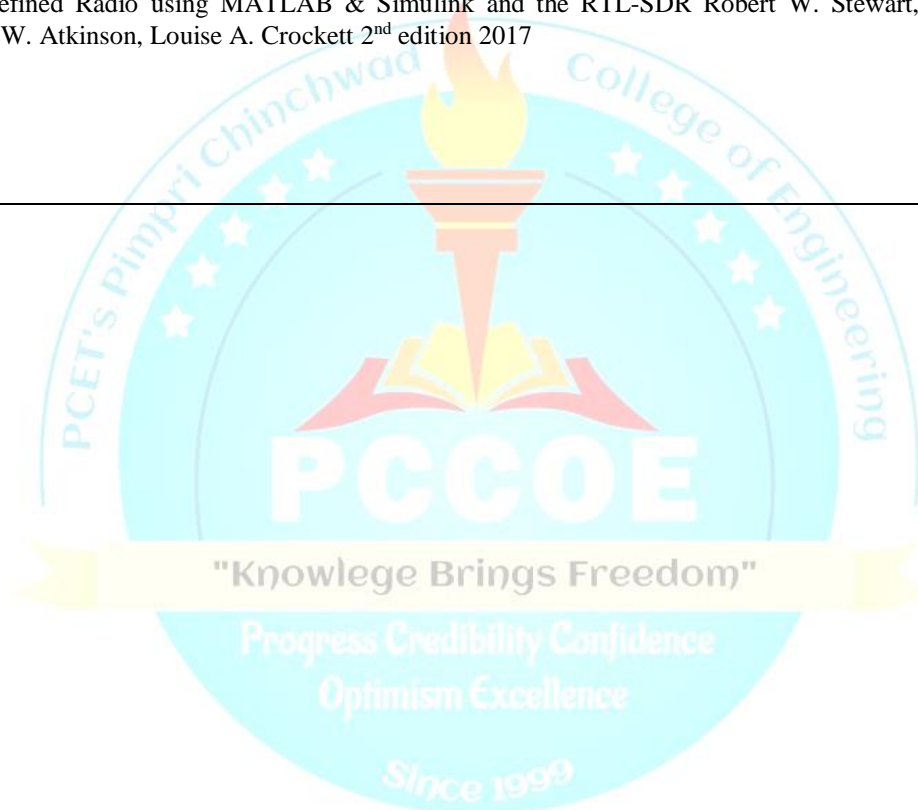 efined Radio using MATLAB & Simulink and the RTL-SDR Robert W. Stewart,
W. Atkinson, Louise A. Crockett 2nd edition 2017
PCET's Pimpri Chinchwad College of Engineering
PCCOE
"Knowlege Brings Freedom"
Progress Credibility Confidence
Optimism Excellence
Since 1999